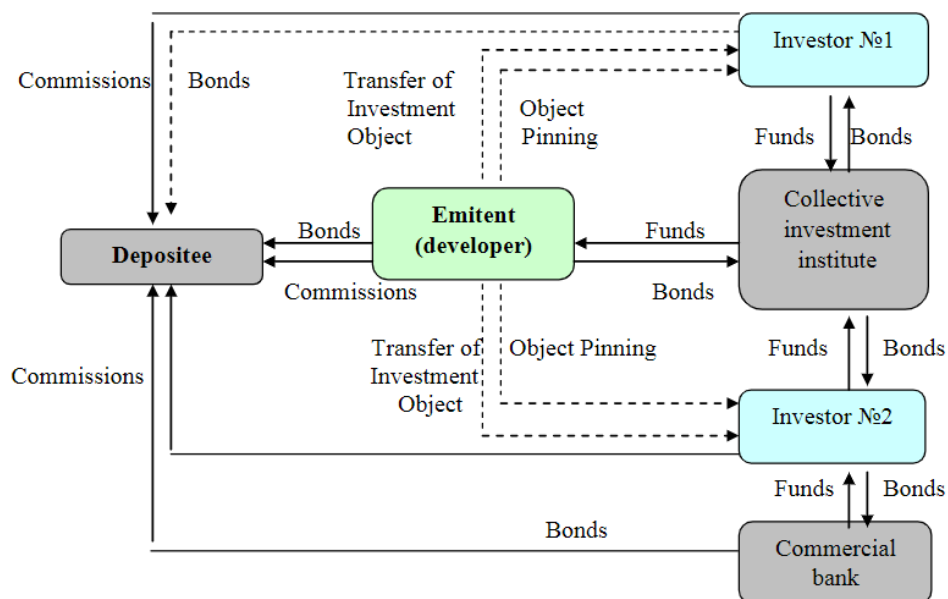 Investor №1
Commissions
Bonds
Transfer of
Investment
Object
Object
Pinning
Funds
Bonds
Emitent
(developer)
Collective
investment
institute
Depositee
Bonds
Funds
Commissions
Bonds
Transfer of
Investment
Object
Object Pinning
Funds
Bonds
Commissions
Investor №2
Funds
Bonds
Bonds
Commercial
bank